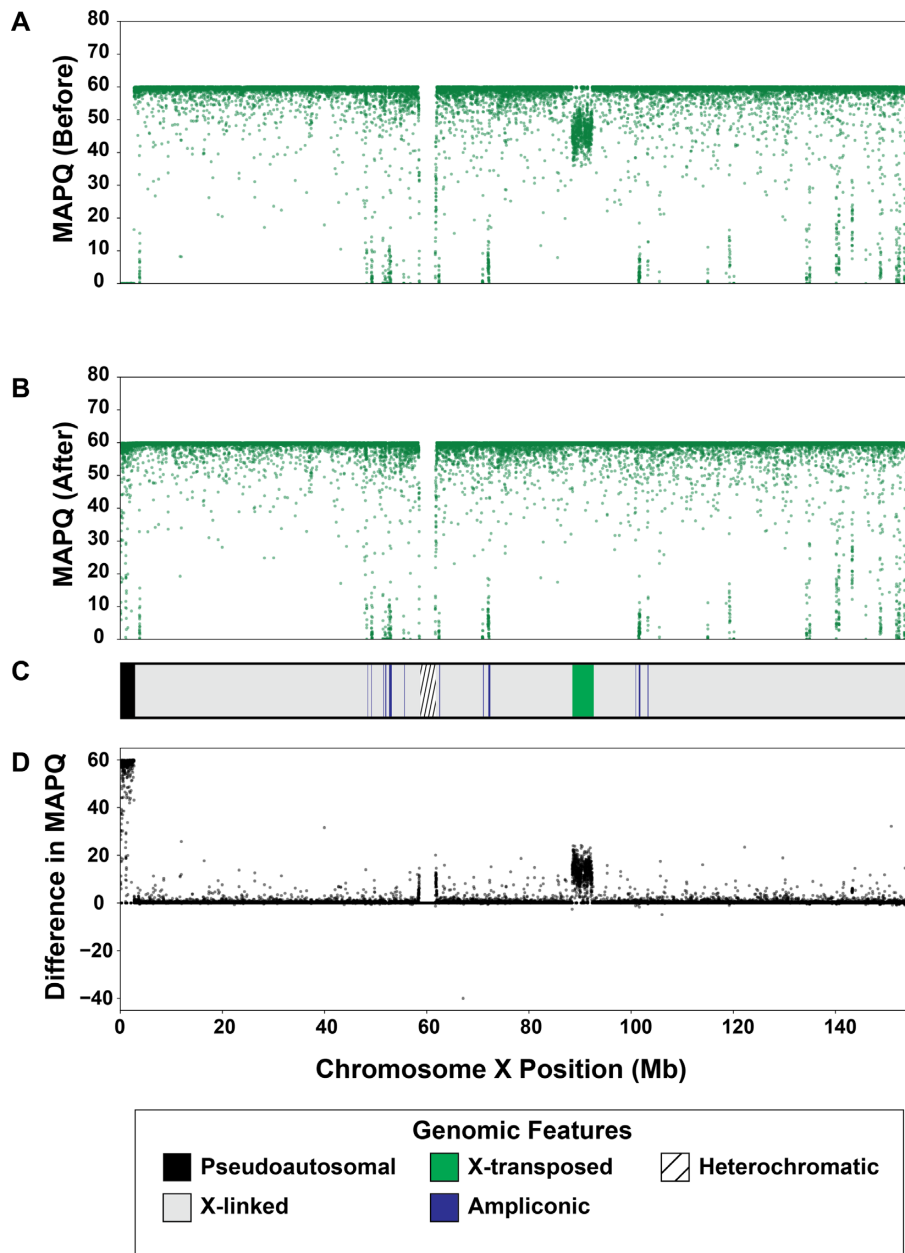 A
MAPQ (Before)
80
70
60
50
40
30
20
10
0
B
MAPQ (After)
80
70
60
50
40
30
20
10
0
C
D
Difference in MAPQ
60
40
20
0
−20
−40
0 20 40 60 80 100 120 140
Chromosome X Position (Mb)
Genomic Features
Pseudoautosomal X-transposed Heterochromatic
X-linked Ampliconic